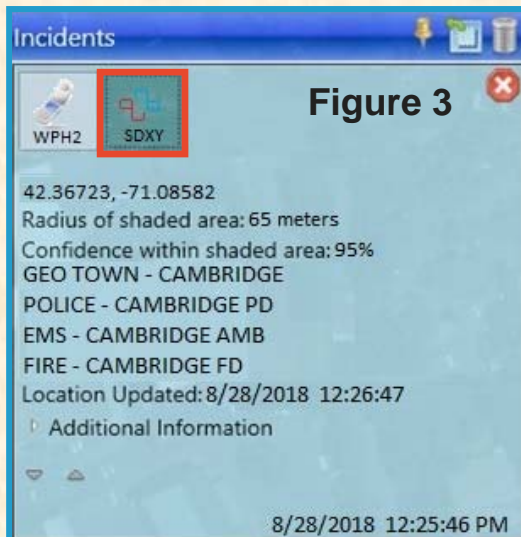 Incidents
Figure 3
WPH2 SDXY
42.36723, -71.08582
Radius of shaded area: 65 meters
Confidence within shaded area: 95%
GEO TOWN - CAMBRIDGE
POLICE - CAMBRIDGE PD
EMS - CAMBRIDGE AMB
FIRE - CAMBRIDGE FD
Location Updated: 8/28/2018 12:26:47
Additional Information
8/28/2018 12:25:46 PM